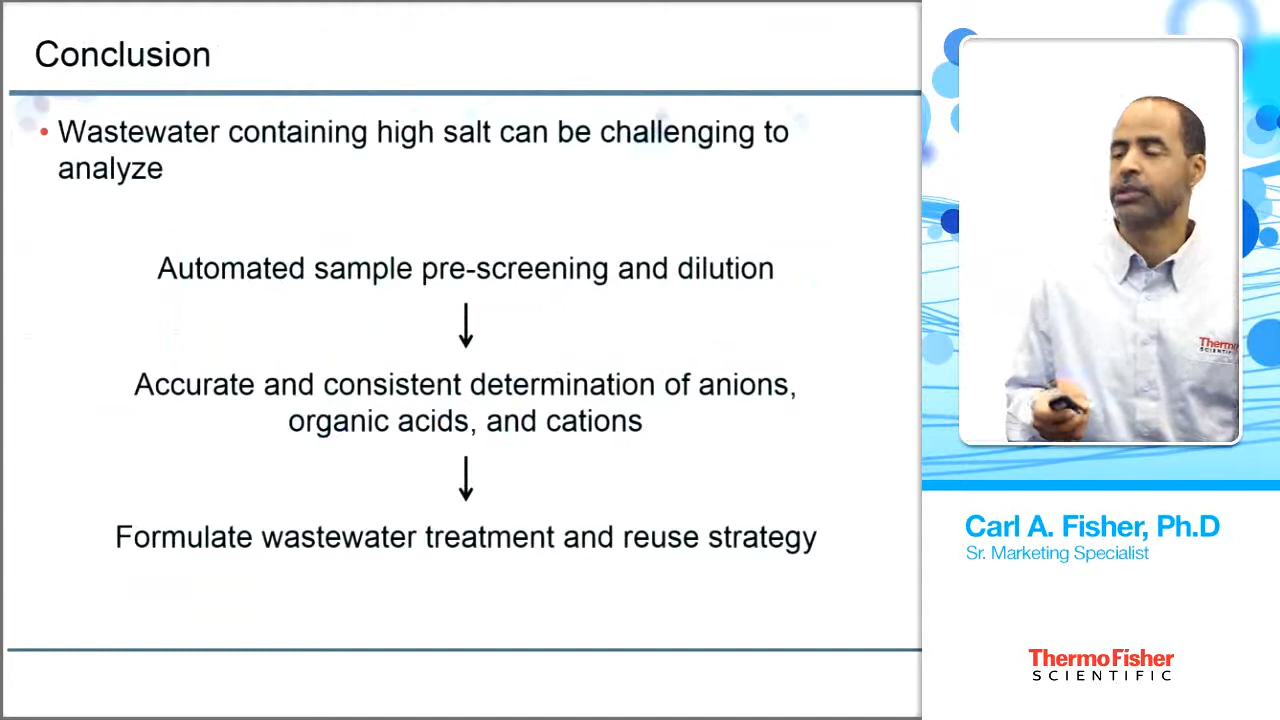 Conclusion
• Wastewater containing high salt can be challenging to
analyze
Automated sample pre-screening and dilution
Accurate and consistent determination of anions,
organic acids, and cations
Formulate wastewater treatment and reuse strategy
Thermo
SCIENTIFIC
Carl A. Fisher, Ph.D
Sr. Marketing Specialist
ThermoFisher
SCIENTIFIC